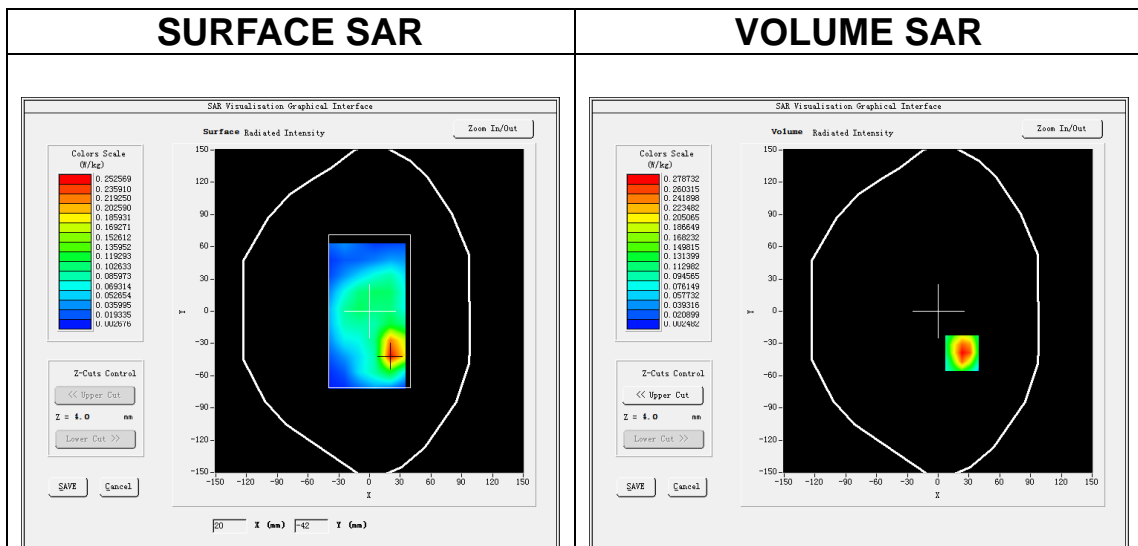 SURFACE SAR
VOLUME SAR
SAR Visualisation Graphical Interface
Surface Radiated Intensity
Zoom In/Out
Colors Scale
(W/kg)
0.252569
0.235910
0.219250
0.202590
0.185931
0.169271
0.152612
0.135952
0.119293
0.102633
0.085973
0.069314
0.052654
0.035995
0.019335
0.002676
150
120
90
60
30
0
-30
-60
-90
-120
-150
Y
-150 -120 -90 -60 -30 0 30 60 90 120 150
X
Z-Cuts Control
<< Upper Cut
Z = 4.0 mm
Lower Cut >>
SAVE Cancel
20 X (mm) -42 Y (mm)
SAR Visualisation Graphical Interface
Volume Radiated Intensity
Zoom In/Out
Colors Scale
(W/kg)
0.278732
0.260315
0.241898
0.223482
0.205065
0.186649
0.168232
0.149815
0.131399
0.112982
0.094565
0.076149
0.057732
0.039316
0.020899
0.002482
150
120
90
60
30
0
-30
-60
-90
-120
-150
Y
-150 -120 -90 -60 -30 0 30 60 90 120 150
X
Z-Cuts Control
<< Upper Cut
Z = 4.0 mm
Lower Cut >>
SAVE Cancel